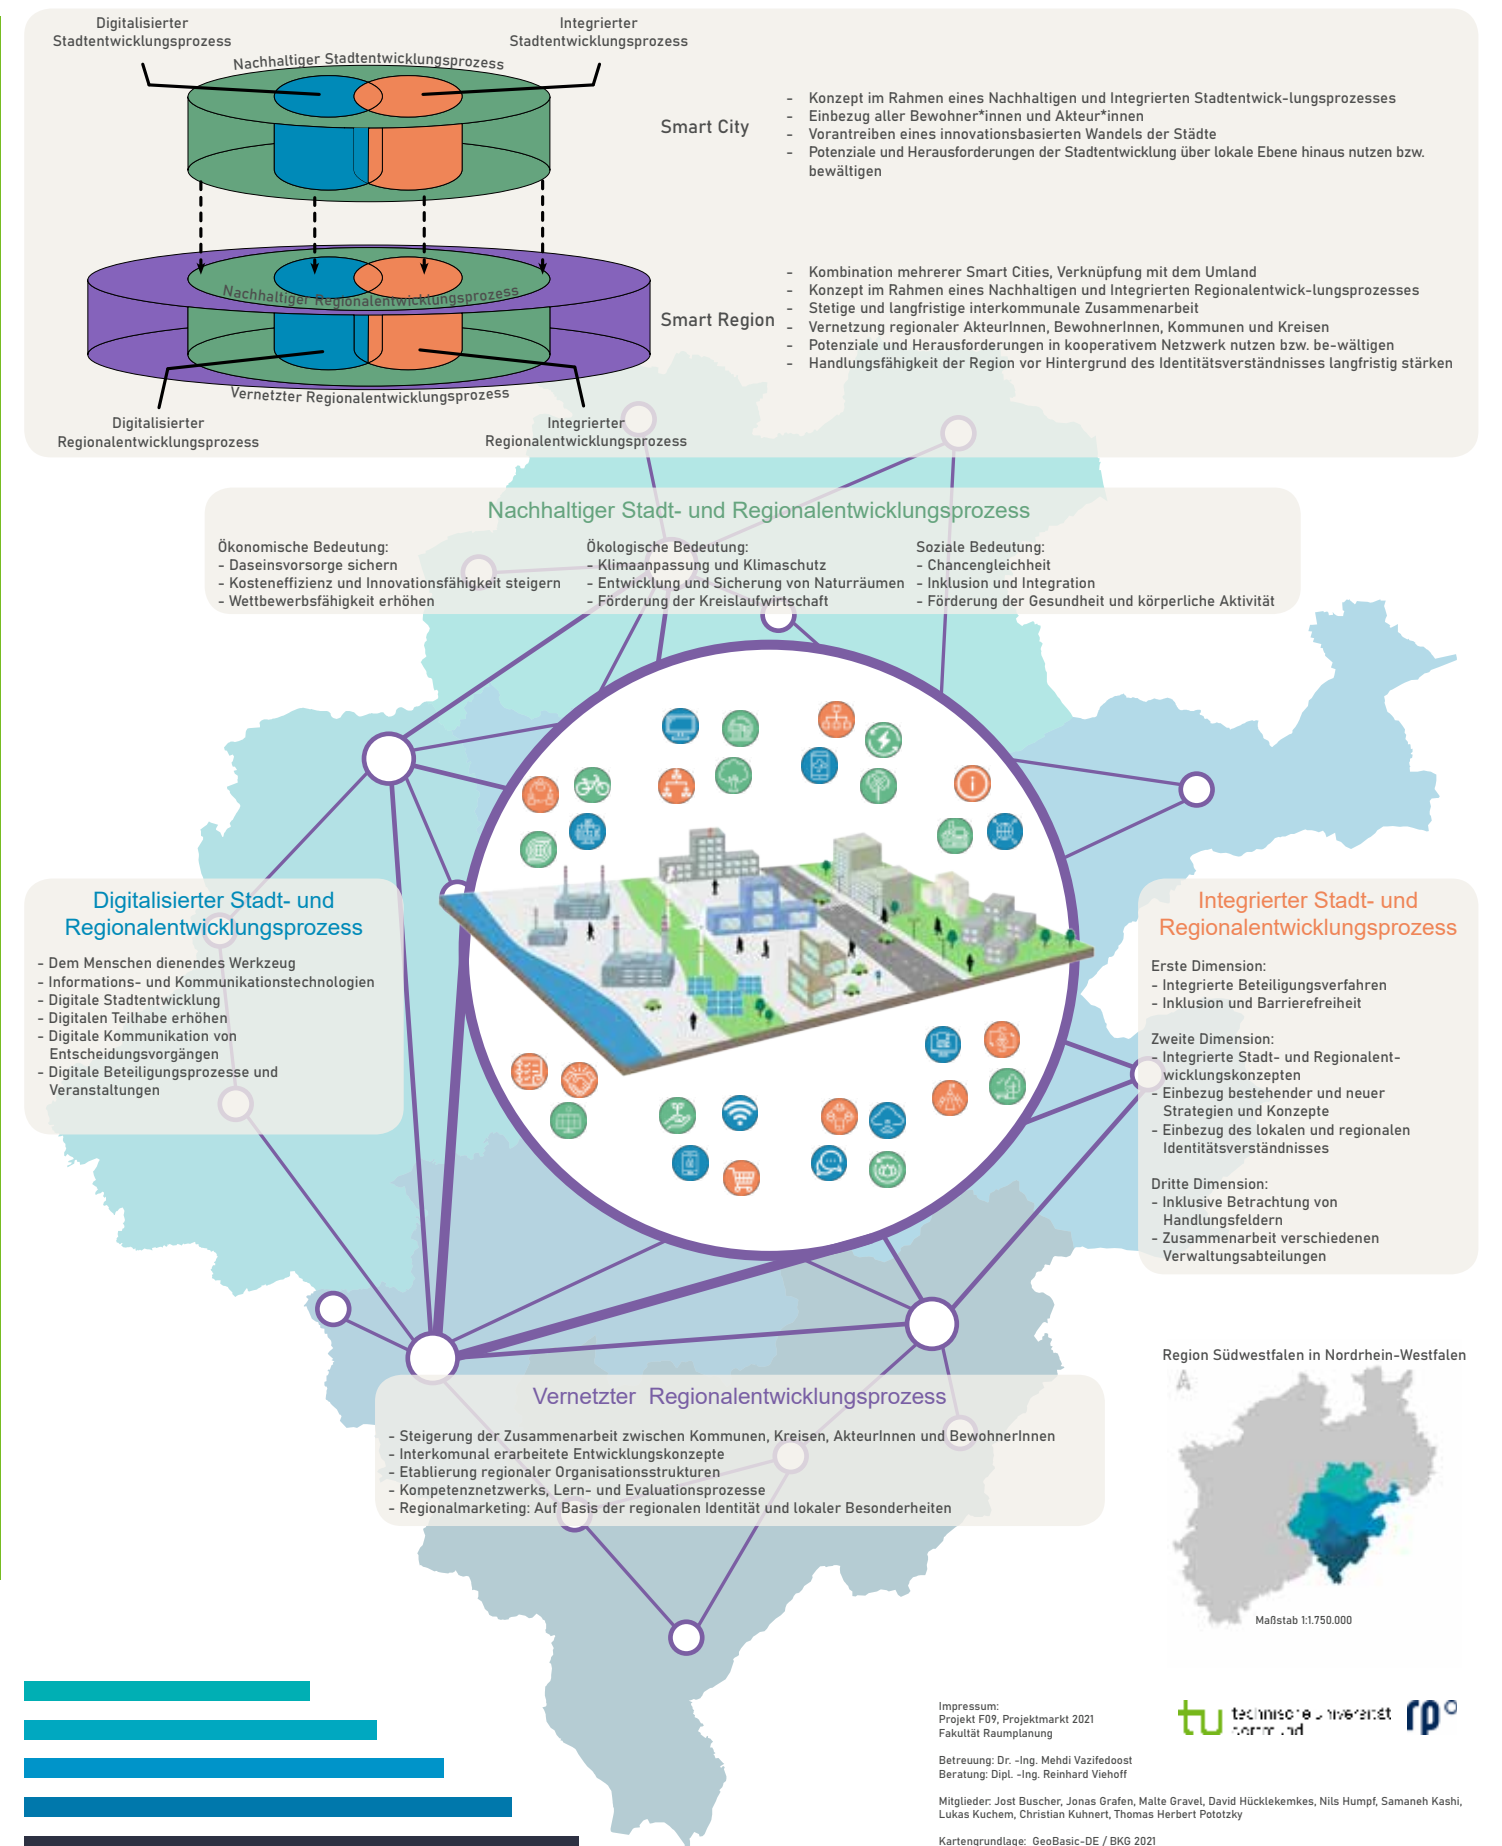 Digitalisierter
Stadtentwicklungsprozess
Integrierter
Stadtentwicklungsprozess
Nachhaltiger Stadtentwicklungsprozess
Smart City
- Konzept im Rahmen eines Nachhaltigen und Integrierten Stadtentwick-lungsprozesses
- Einbezug aller Bewohner*innen und Akteur*innen
- Vorantreiben eines innovationsbasierten Wandels der Städte
- Potenziale und Herausforderungen der Stadtentwicklung über lokale Ebene hinaus nutzen bzw.
bewältigen
Nachhaltiger Regionalentwicklungsprozess
Smart Region
- Kombination mehrerer Smart Cities, Verknüpfung mit dem Umland
- Konzept im Rahmen eines Nachhaltigen und Integrierten Regionalentwick-lungsprozesses
- Stetige und langfristige interkommunale Zusammenarbeit
- Vernetzung regionaler AkteurInnen, BewohnerInnen, Kommunen und Kreisen
- Potenziale und Herausforderungen in kooperativem Netzwerk nutzen bzw. be-wältigen
- Handlungsfähigkeit der Region vor Hintergrund des Identitätsverständnisses langfristig stärken
Vernetzter Regionalentwicklungsprozess
Digitalisierter
Regionalentwicklungsprozess
Integrierter
Regionalentwicklungsprozess
Nachhaltiger Stadt- und Regionalentwicklungsprozess
Ökonomische Bedeutung:
- Daseinsvorsorge sichern
- Kosteneffizienz und Innovationsfähigkeit steigern
- Wettbewerbsfähigkeit erhöhen
Ökologische Bedeutung:
- Klimaanpassung und Klimaschutz
- Entwicklung und Sicherung von Naturräumen
- Förderung der Kreislaufwirtschaft
Soziale Bedeutung:
- Chancengleichheit
- Inklusion und Integration
- Förderung der Gesundheit und körperliche Aktivität
Digitalisierter Stadt- und
Regionalentwicklungsprozess
- Dem Menschen dienendes Werkzeug
- Informations- und Kommunikationstechnologien
- Digitale Stadtentwicklung
- Digitalen Teilhabe erhöhen
- Digitale Kommunikation von
Entscheidungsvorgängen
- Digitale Beteiligungsprozesse und
Veranstaltungen
Integrierter Stadt- und
Regionalentwicklungsprozess
Erste Dimension:
- Integrierte Beteiligungsverfahren
- Inklusion und Barrierefreiheit
Zweite Dimension:
- Integrierte Stadt- und Regionalent-
wicklungskonzepten
- Einbezug bestehender und neuer
Strategien und Konzepte
- Einbezug des lokalen und regionalen
Identitätsverständnisses
Dritte Dimension:
- Inklusive Betrachtung von
Handlungsfeldern
- Zusammenarbeit verschiedenen
Verwaltungsabteilungen
Vernetzter Regionalentwicklungsprozess
- Steigerung der Zusammenarbeit zwischen Kommunen, Kreisen, AkteurInnen und BewohnerInnen
- Interkomunal erarbeitete Entwicklungskonzepte
- Etablierung regionaler Organisationsstrukturen
- Kompetenznetzwerks, Lern- und Evaluationsprozesse
- Regionalmarketing: Auf Basis der regionalen Identität und lokaler Besonderheiten
Region Südwestfalen in Nordrhein-Westfalen
Maßstab 1:1.750.000
Impressum:
Projekt F09, Projektmarkt 2021
Fakultät Raumplanung
Betreuung: Dr. -Ing. Mehdi Vazifedoost
Beratung: Dipl. -Ing. Reinhard Viehoff
Mitglieder: Jost Buscher, Jonas Grafen, Malte Gravel, David Hücklekemkes, Nils Humpf, Samaneh Kashi,
Lukas Kuchem, Christian Kuhnert, Thomas Herbert Pototzky
Kartengrundlage: GeoBasic-DE / BKG 2021
tu technische universität
dortmund
rp